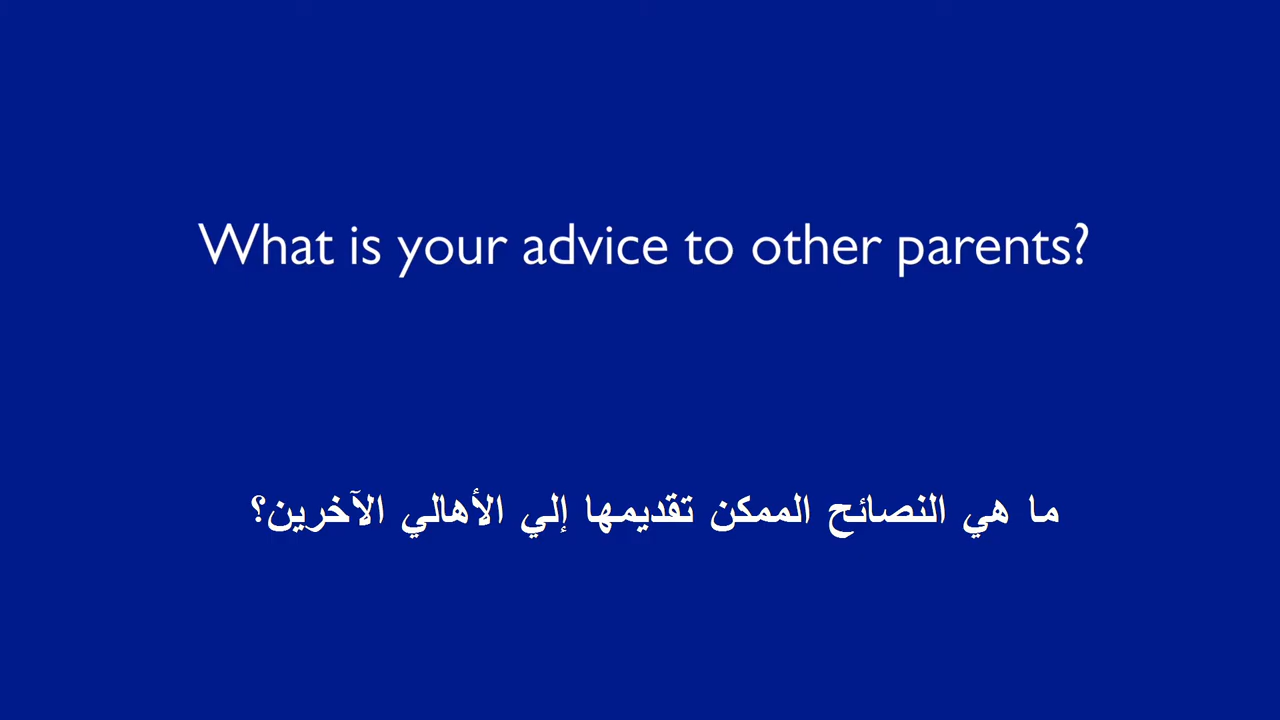 What is your advice to other parents?
ما هي النصائح الممكن تقديمها إلي الأهالي الآخرين؟